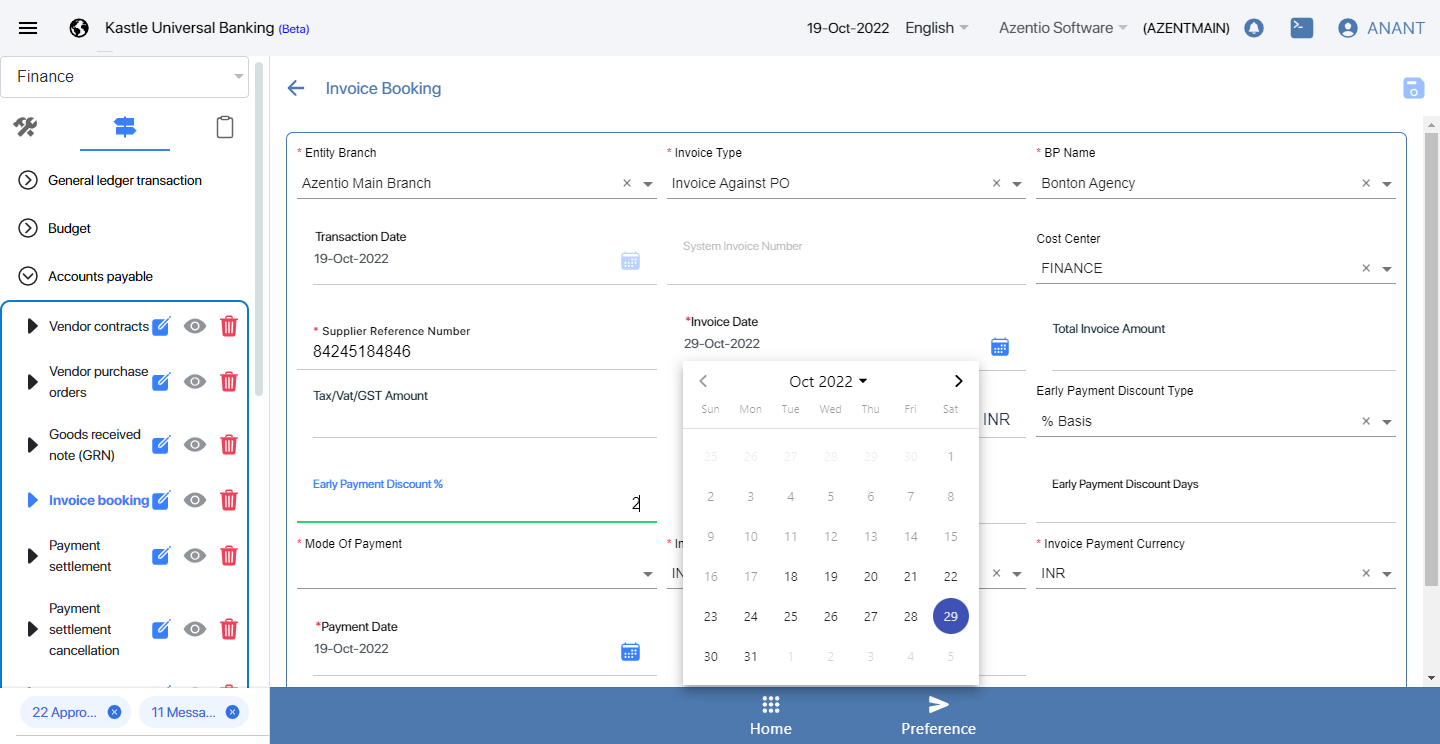 Kastle Universal Banking (Beta)
19-Oct-2022 English Azentio Software (AZENTMAIN) ANANT
Finance
General ledger transaction
Budget
Accounts payable
Vendor contracts
Vendor purchase
orders
Goods received
note (GRN)
Invoice booking
Payment
settlement
Payment
settlement
cancellation
22 Appro...
11 Messa...
Invoice Booking
* Entity Branch
Azentio Main Branch
* Invoice Type
Invoice Against PO
* BP Name
Bonton Agency
Transaction Date
19-Oct-2022
System Invoice Number
Cost Center
FINANCE
* Supplier Reference Number
84245184846
*Invoice Date
29-Oct-2022
Total Invoice Amount
Tax/Vat/GST Amount
INR
Early Payment Discount Type
% Basis
Early Payment Discount %
2
Early Payment Discount Days
* Mode Of Payment
* In
IN
* Invoice Payment Currency
INR
*Payment Date
19-Oct-2022
Oct 2022
Sun Mon Tue Wed Thu Fri Sat
25 26 27 28 29 30 1
2 3 4 5 6 7 8
9 10 11 12 13 14 15
16 17 18 19 20 21 22
23 24 25 26 27 28 29
30 31 1 2 3 4 5
Home
Preference